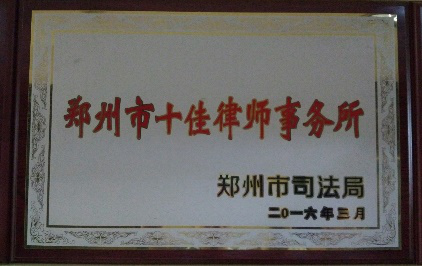 郑州市十佳律师事务所
郑州市司法局
二0一六年三月